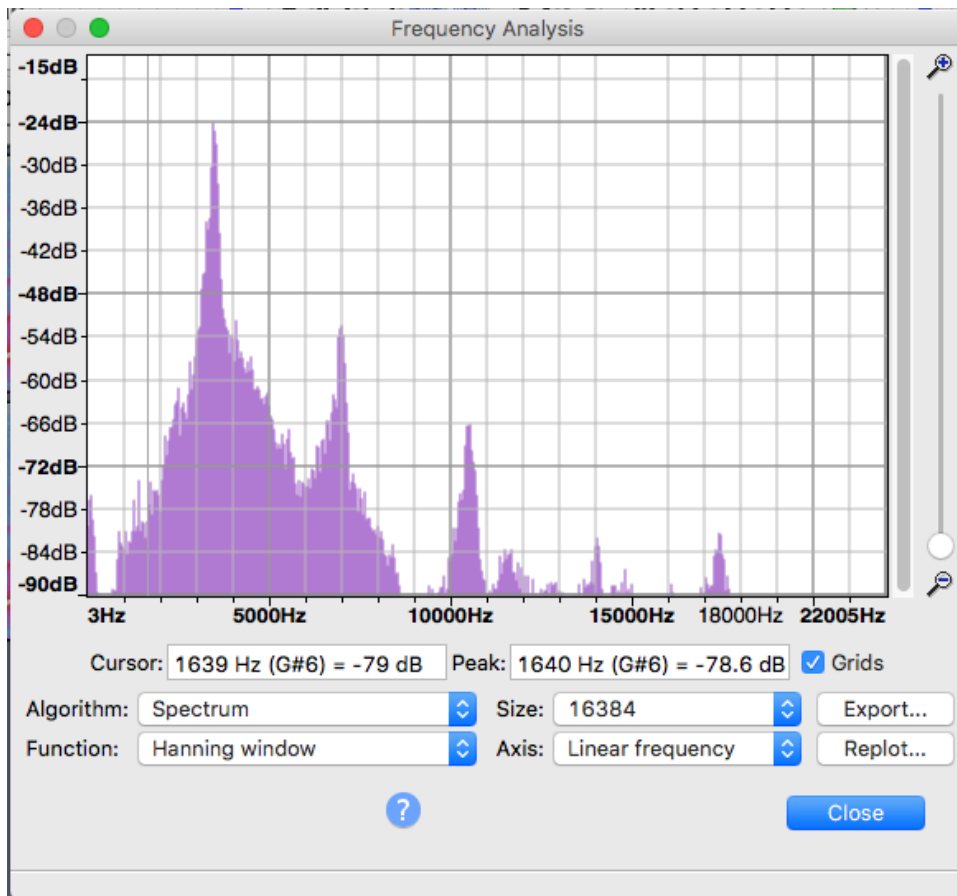 Frequency Analysis
-15dB
-24dB
-30dB
-36dB
-42dB
-48dB
-54dB
-60dB
-66dB
-72dB
-78dB
-84dB
-90dB
3Hz 5000Hz 10000Hz 15000Hz 18000Hz 22005Hz
Cursor: 1639 Hz (G#6) = -79 dB Peak: 1640 Hz (G#6) = -78.6 dB Grids
Algorithm: Spectrum Size: 16384 Export...
Function: Hanning window Axis: Linear frequency Replot...
? Close